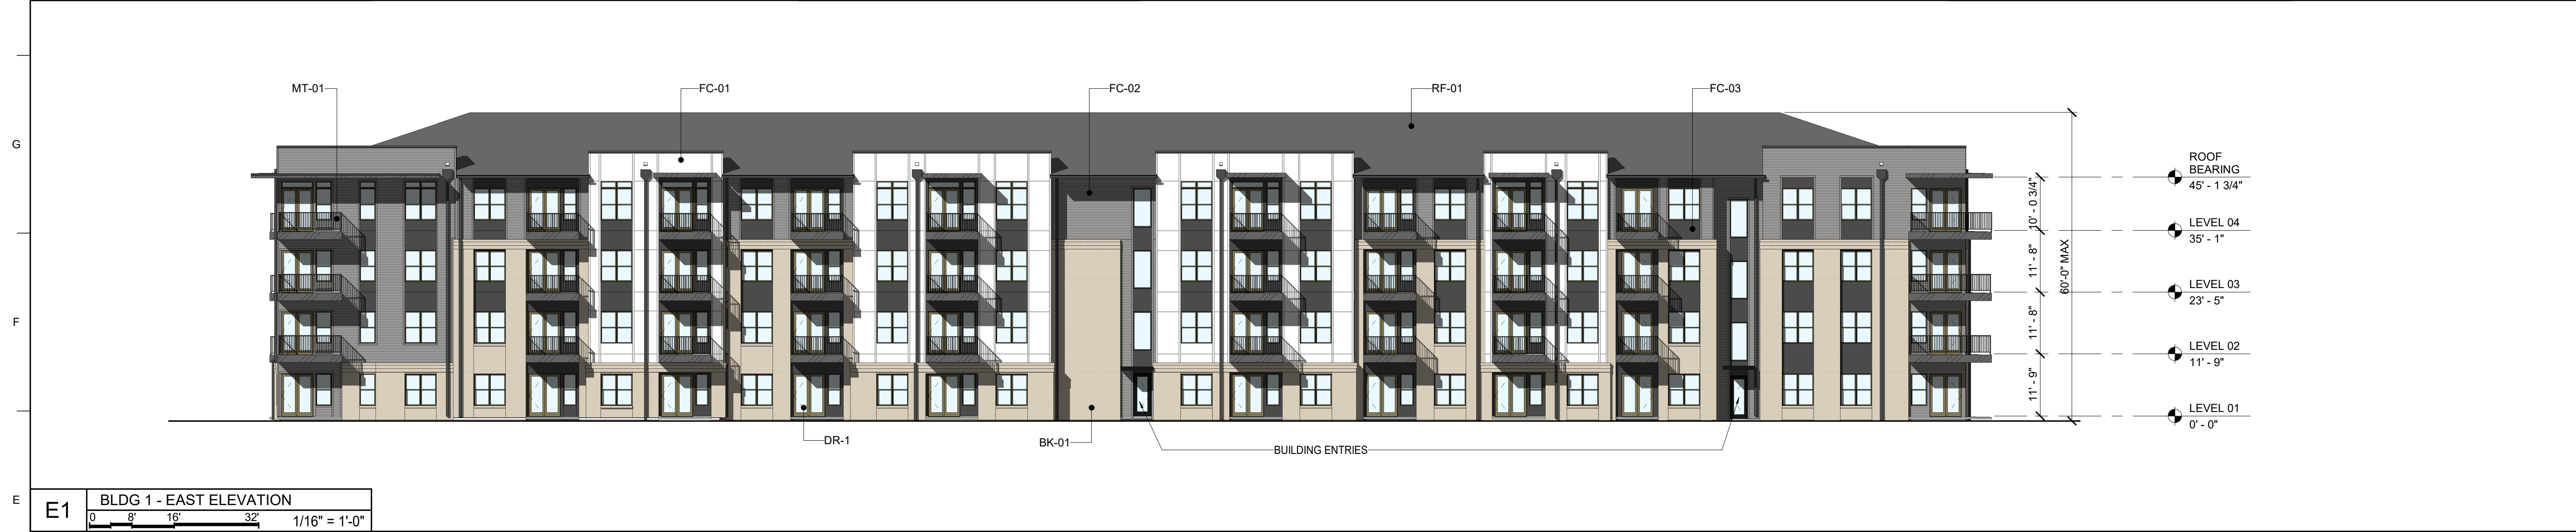 MT-01
FC-01
FC-02
RF-01
FC-03
G
ROOF
BEARING
45' - 1 3/4"
10' - 0 3/4"
LEVEL 04
35' - 1"
11' - 8"
60'-0" MAX
LEVEL 03
23' - 5"
F
11' - 8"
LEVEL 02
11' - 9"
11' - 9"
LEVEL 01
0' - 0"
DR-1
BK-01
BUILDING ENTRIES
E
E1
BLDG 1 - EAST ELEVATION
0 8' 16' 32'
1/16" = 1'-0"